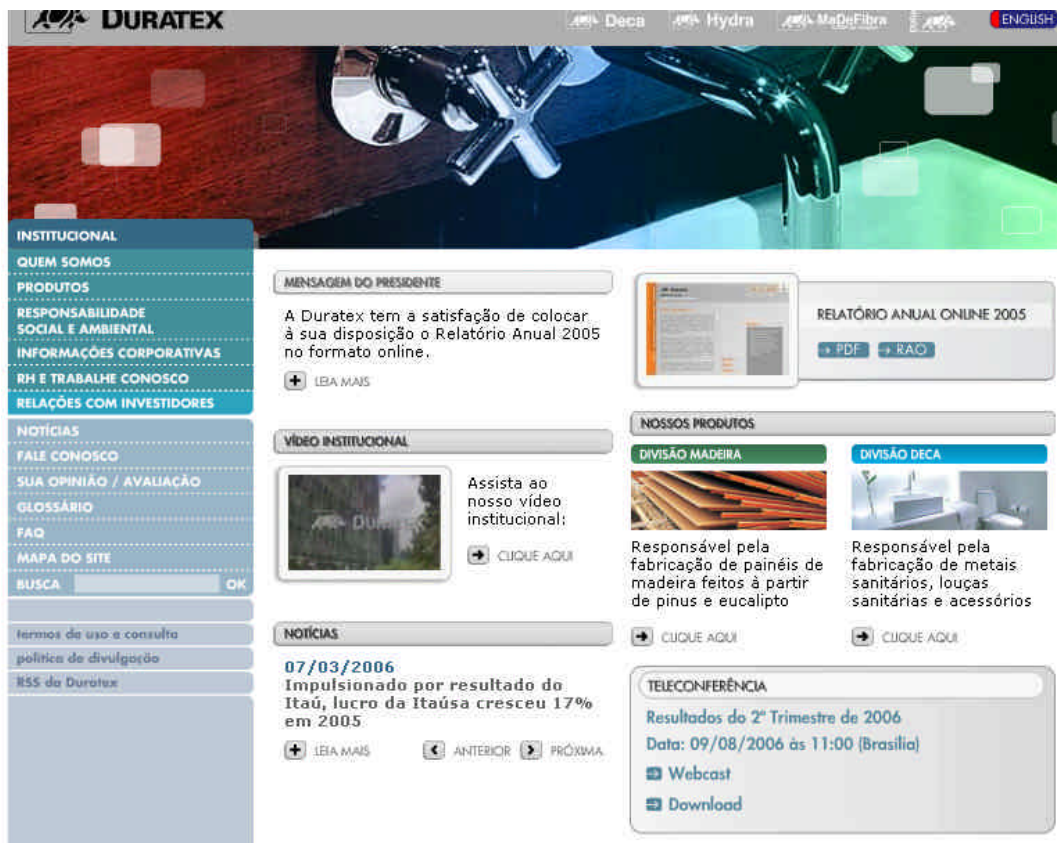 DURATEX
Deca
Hydra
MaDeFibra
ENGLISH
INSTITUCIONAL
QUEM SOMOS
PRODUTOS
RESPONSABILIDADE
SOCIAL E AMBIENTAL
INFORMAÇÕES CORPORATIVAS
RH E TRABALHE CONOSCO
RELAÇÕES COM INVESTIDORES
NOTÍCIAS
FALE CONOSCO
SUA OPINIÃO / AVALIAÇÃO
GLOSSÁRIO
FAQ
MAPA DO SITE
BUSCA OK
termos de uso e consulta
política de divulgação
RSS da Duratex
MENSAGEM DO PRESIDENTE
A Duratex tem a satisfação de colocar
à sua disposição o Relatório Anual 2005
no formato online.
LEIA MAIS
VÍDEO INSTITUCIONAL
Assista ao
nosso vídeo
institucional:
CLIQUE AQUI
NOTÍCIAS
07/03/2006
Impulsionado por resultado do
Itaú, lucro da Itaúsa cresceu 17%
em 2005
LEIA MAIS
ANTERIOR
PRÓXIMA
RELATÓRIO ANUAL ONLINE 2005
PDF
RAO
NOSSOS PRODUTOS
DIVISÃO MADEIRA
Responsável pela
fabricação de painéis de
madeira feitos à partir
de pinus e eucalipto
CLIQUE AQUI
DIVISÃO DECA
Responsável pela
fabricação de metais
sanitários, louças
sanitárias e acessórios
CLIQUE AQUI
TELECONFERÊNCIA
Resultados do 2º Trimestre de 2006
Data: 09/08/2006 às 11:00 (Brasília)
Webcast
Download